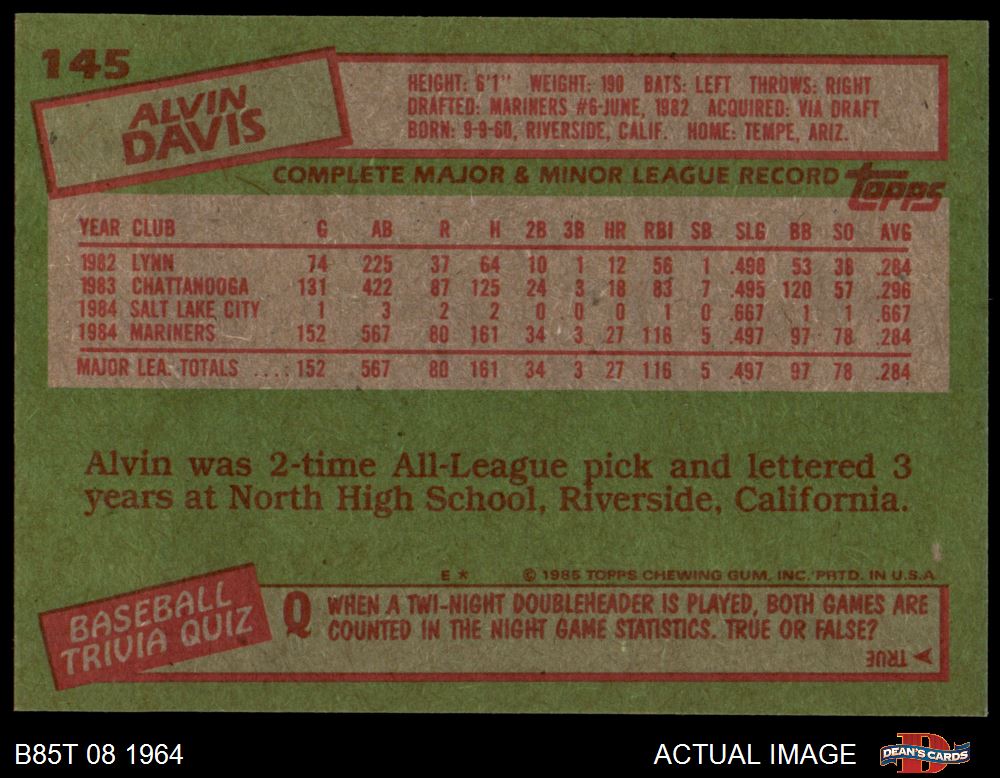 145
ALVIN
DAVIS
HEIGHT: 6'1" WEIGHT: 190 BATS: LEFT THROWS: RIGHT
DRAFTED: MARINERS #6-JUNE, 1982 ACQUIRED: VIA DRAFT
BORN: 9-9-60, RIVERSIDE, CALIF. HOME: TEMPE, ARIZ.
COMPLETE MAJOR & MINOR LEAGUE RECORD topps
YEAR CLUB G AB R H 2B 3B HR RBI SB SLG BB SO AVG
1982 LYNN 74 225 37 64 10 1 12 56 1 .498 53 38 .284
1983 CHATTANOOGA 131 422 87 125 24 3 18 83 7 .495 120 57 .296
1984 SALT LAKE CITY 1 3 2 2 0 0 0 1 0 .667 1 1 .667
1984 MARINERS 152 567 80 161 34 3 27 116 5 .497 97 78 .284
MAJOR LEA. TOTALS .... 152 567 80 161 34 3 27 116 5 .497 97 78 .284
Alvin was 2-time All-League pick and lettered 3
years at North High School, Riverside, California.
E * © 1985 TOPPS CHEWING GUM, INC. PRTD. IN U.S.A.
BASEBALL
TRIVIA QUIZ
Q WHEN A TWI-NIGHT DOUBLEHEADER IS PLAYED, BOTH GAMES ARE
COUNTED IN THE NIGHT GAME STATISTICS. TRUE OR FALSE?
A TRUE
B85T 08 1964
ACTUAL IMAGE
DEAN'S CARDS